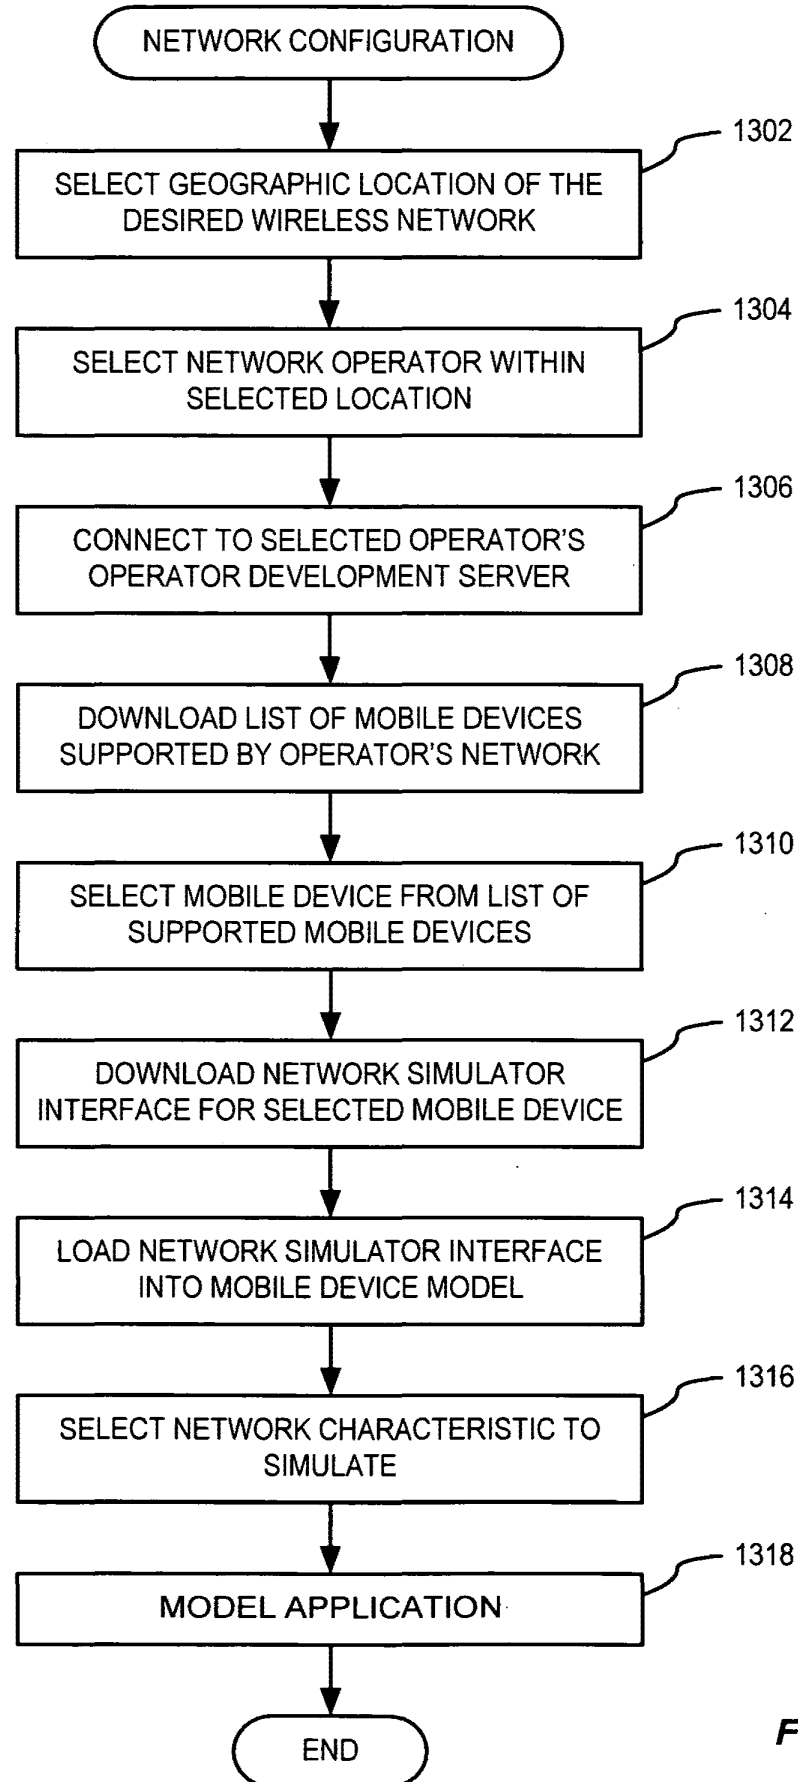 NETWORK CONFIGURATION
1302
SELECT GEOGRAPHIC LOCATION OF THE
DESIRED WIRELESS NETWORK
1304
SELECT NETWORK OPERATOR WITHIN
SELECTED LOCATION
1306
CONNECT TO SELECTED OPERATOR'S
OPERATOR DEVELOPMENT SERVER
1308
DOWNLOAD LIST OF MOBILE DEVICES
SUPPORTED BY OPERATOR'S NETWORK
1310
SELECT MOBILE DEVICE FROM LIST OF
SUPPORTED MOBILE DEVICES
1312
DOWNLOAD NETWORK SIMULATOR
INTERFACE FOR SELECTED MOBILE DEVICE
1314
LOAD NETWORK SIMULATOR INTERFACE
INTO MOBILE DEVICE MODEL
1316
SELECT NETWORK CHARACTERISTIC TO
SIMULATE
1318
MODEL APPLICATION
END
F